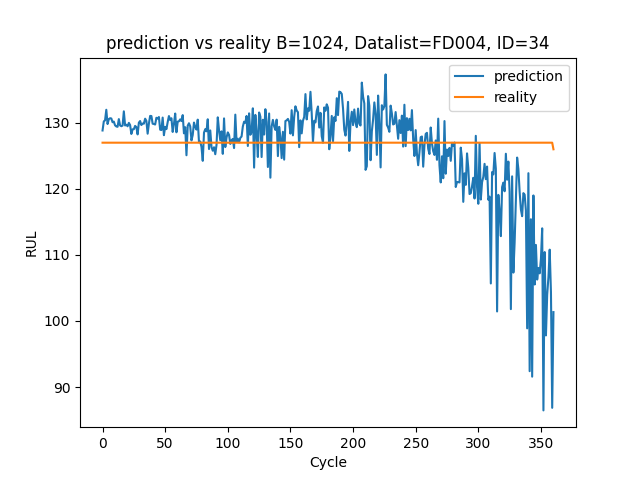 prediction vs reality B=1024, Datalist=FD004, ID=34
prediction
reality
RUL
130
120
110
100
90
0 50 100 150 200 250 300 350
Cycle